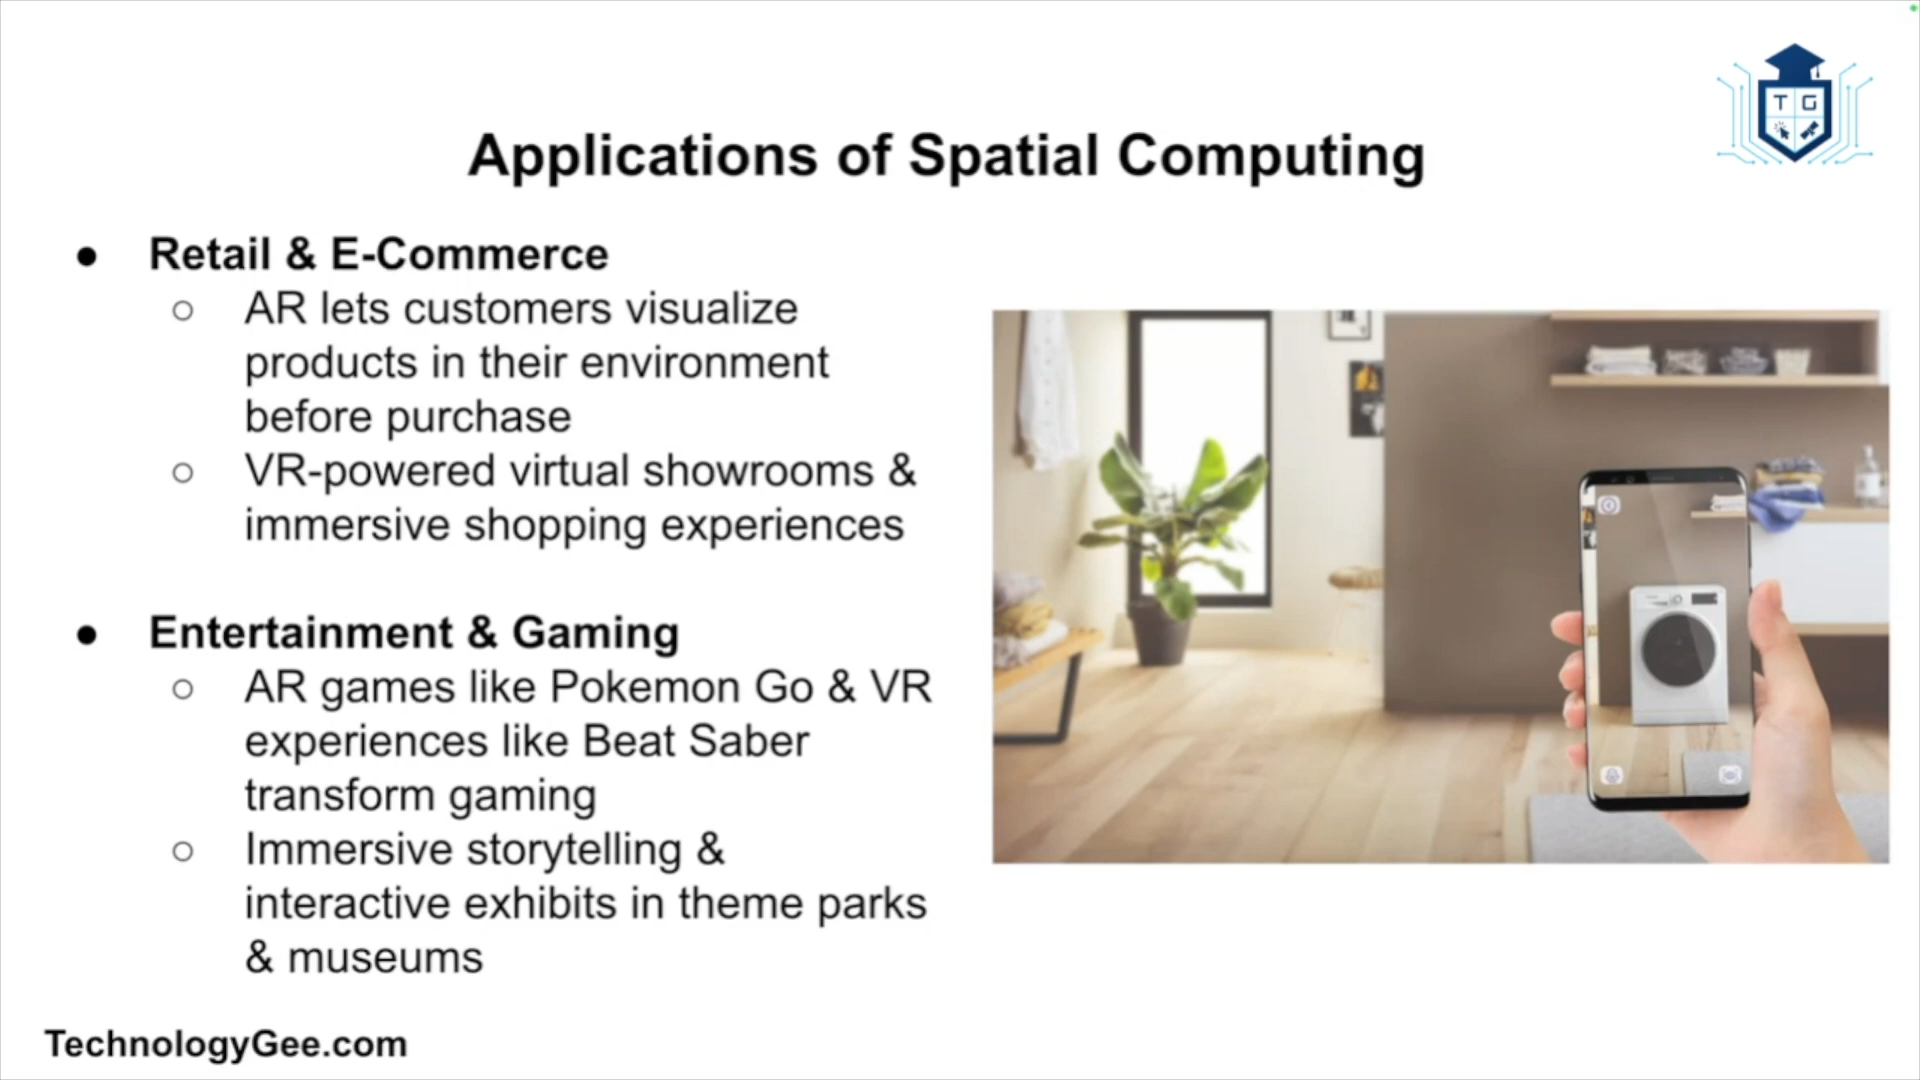 T G
Applications of Spatial Computing
● Retail & E-Commerce
○ AR lets customers visualize
products in their environment
before purchase
○ VR-powered virtual showrooms &
immersive shopping experiences
● Entertainment & Gaming
○ AR games like Pokemon Go & VR
experiences like Beat Saber
transform gaming
○ Immersive storytelling &
interactive exhibits in theme parks
& museums
TechnologyGee.com